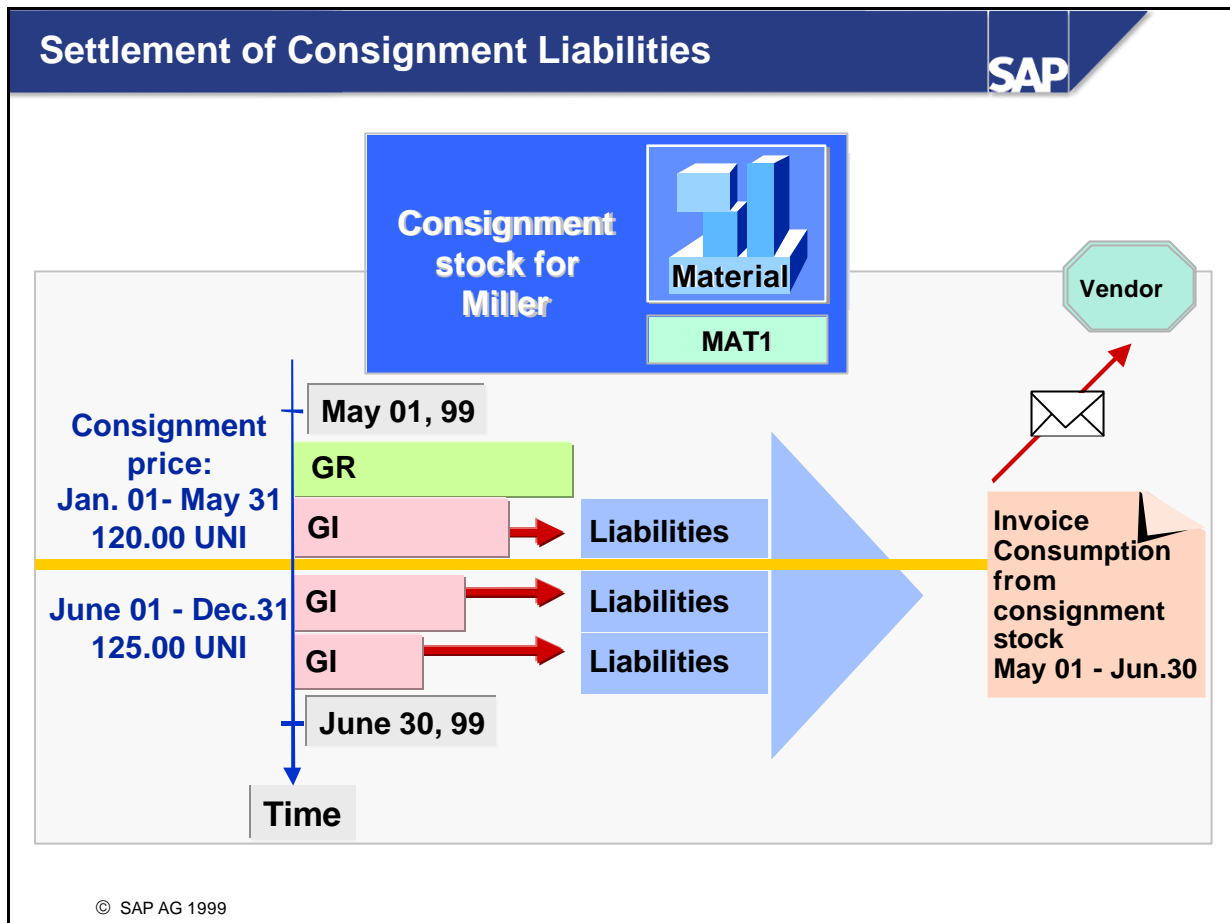 Settlement of Consignment Liabilities
SAP
Consignment
stock for
Miller
Material
MAT1
Vendor
May 01, 99
Consignment
price:
Jan. 01- May 31
120.00 UNI
GR
GI
Liabilities
June 01 - Dec.31
125.00 UNI
GI
Liabilities
GI
Liabilities
Invoice
Consumption
from
consignment
stock
May 01 - Jun.30
June 30, 99
Time
© SAP AG 1999